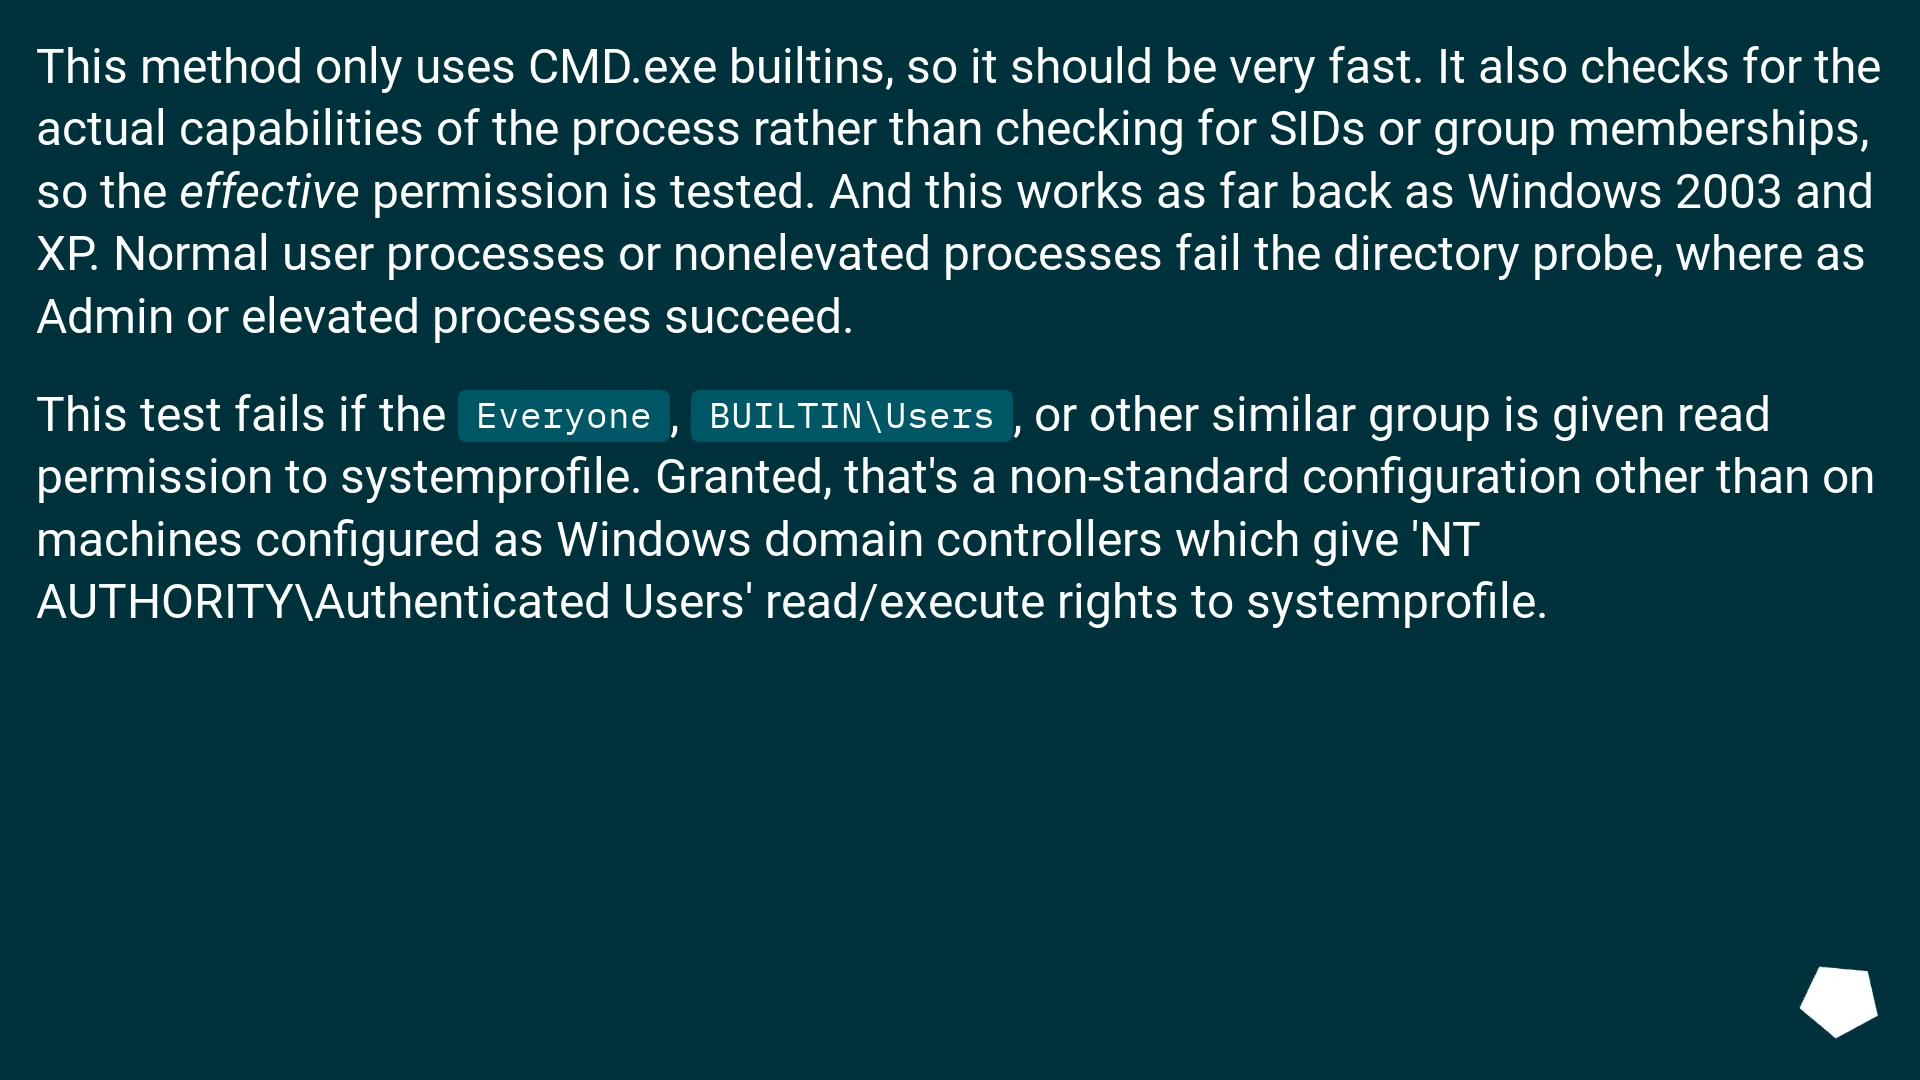 This method only uses CMD.exe builtins, so it should be very fast. It also checks for the
actual capabilities of the process rather than checking for SIDs or group memberships,
so the effective permission is tested. And this works as far back as Windows 2003 and
XP. Normal user processes or nonelevated processes fail the directory probe, where as
Admin or elevated processes succeed.
This test fails if the Everyone, BUILTIN\Users, or other similar group is given read
permission to systemprofile. Granted, that's a non-standard configuration other than on
machines configured as Windows domain controllers which give 'NT
AUTHORITY\Authenticated Users' read/execute rights to systemprofile.